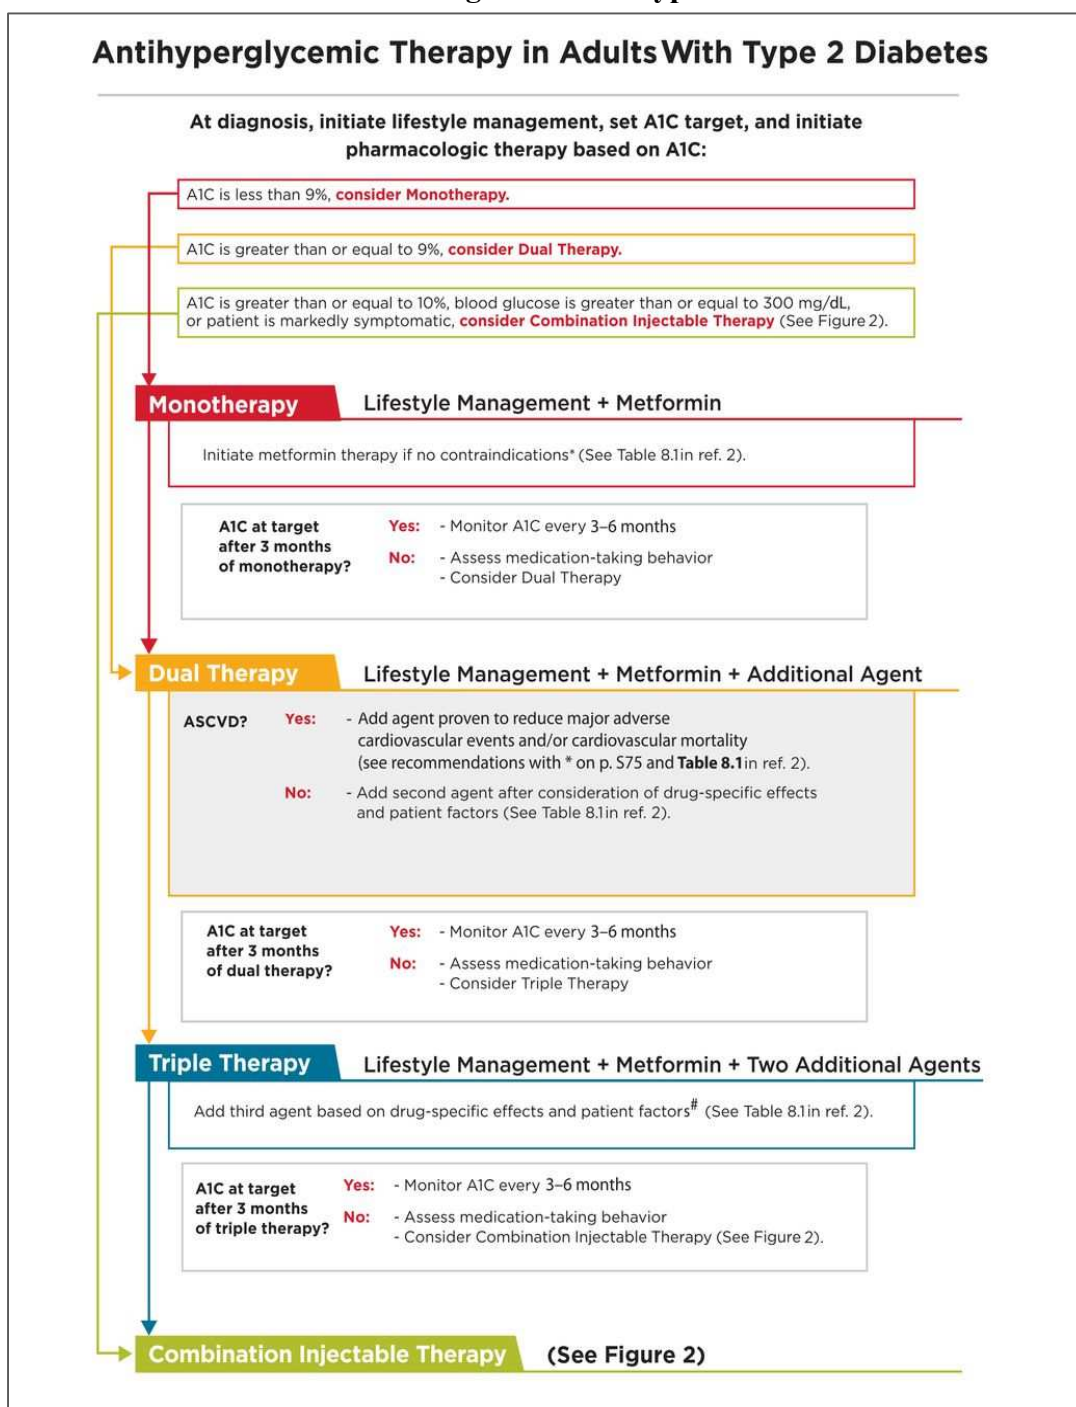 Antihyperglycemic Therapy in Adults With Type 2 Diabetes
At diagnosis, initiate lifestyle management, set A1C target, and initiate
pharmacologic therapy based on A1C:
A1C is less than 9%, consider Monotherapy.
A1C is greater than or equal to 9%, consider Dual Therapy.
A1C is greater than or equal to 10%, blood glucose is greater than or equal to 300 mg/dL,
or patient is markedly symptomatic, consider Combination Injectable Therapy (See Figure 2).
Monotherapy Lifestyle Management + Metformin
Initiate metformin therapy if no contraindications* (See Table 8.1 in ref. 2).
A1C at target
after 3 months
of monotherapy?
Yes: - Monitor A1C every 3–6 months
No: - Assess medication-taking behavior
- Consider Dual Therapy
Dual Therapy Lifestyle Management + Metformin + Additional Agent
ASCVD? Yes: - Add agent proven to reduce major adverse
cardiovascular events and/or cardiovascular mortality
(see recommendations with * on p. S75 and Table 8.1 in ref. 2).
No: - Add second agent after consideration of drug-specific effects
and patient factors (See Table 8.1 in ref. 2).
A1C at target
after 3 months
of dual therapy?
Yes: - Monitor A1C every 3–6 months
No: - Assess medication-taking behavior
- Consider Triple Therapy
Triple Therapy Lifestyle Management + Metformin + Two Additional Agents
Add third agent based on drug-specific effects and patient factors# (See Table 8.1 in ref. 2).
A1C at target
after 3 months
of triple therapy?
Yes: - Monitor A1C every 3–6 months
No: - Assess medication-taking behavior
- Consider Combination Injectable Therapy (See Figure 2).
Combination Injectable Therapy (See Figure 2)